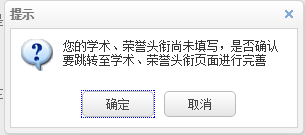 提示
您的学术、荣誉头衔尚未填写，是否确认
要跳转至学术、荣誉头衔页面进行完善
确定
取消